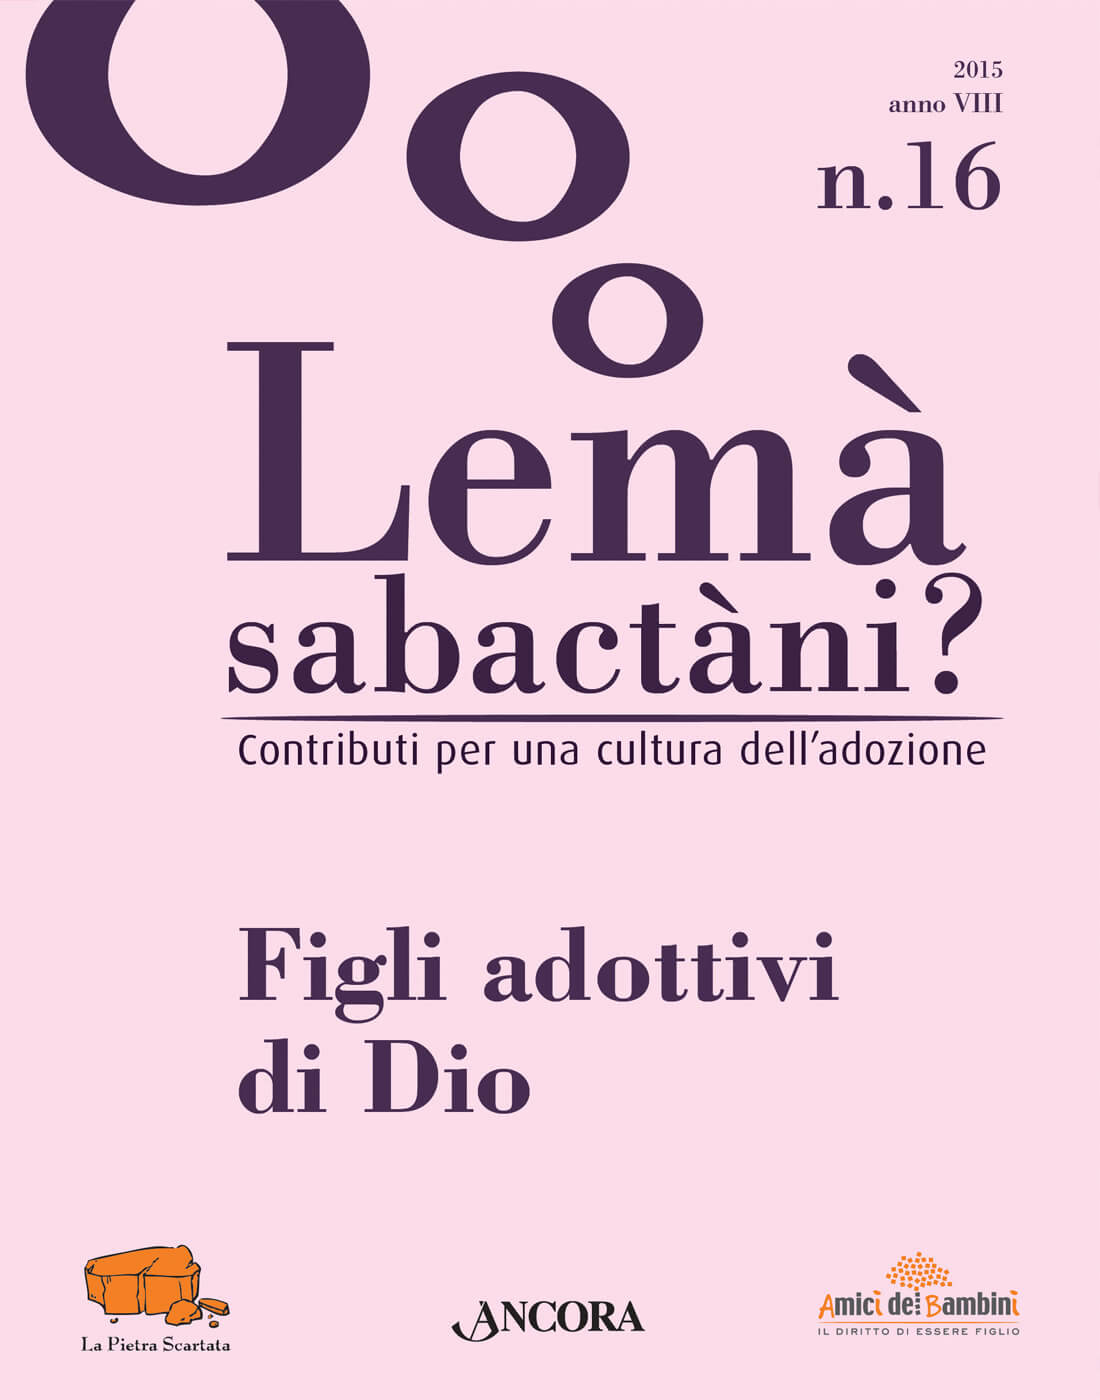 2015
anno VIII
n.16
Lemà
sabactàni?
Contributi per una cultura dell'adozione
Figli adottivi
di Dio
La Pietra Scartata
ÀNCORA
Amici dei Bambini
IL DIRITTO DI ESSERE FIGLIO